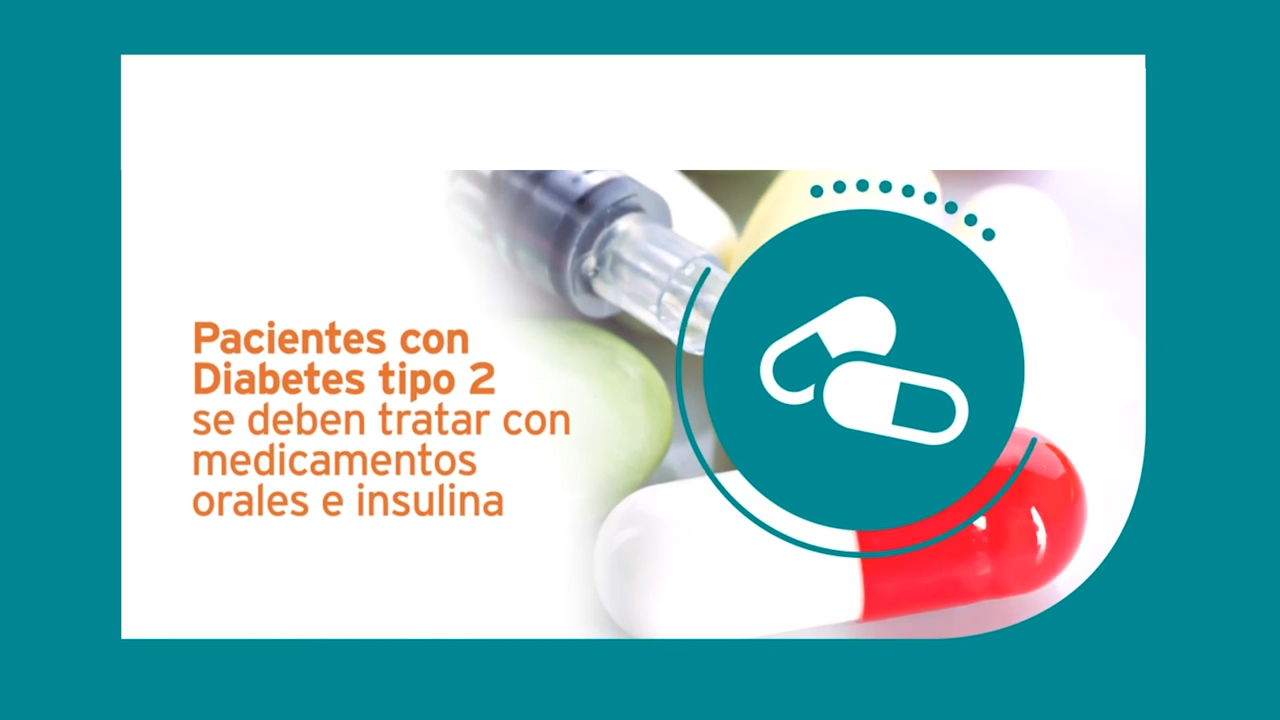 Pacientes con
Diabetes tipo 2
se deben tratar con
medicamentos
orales e insulina